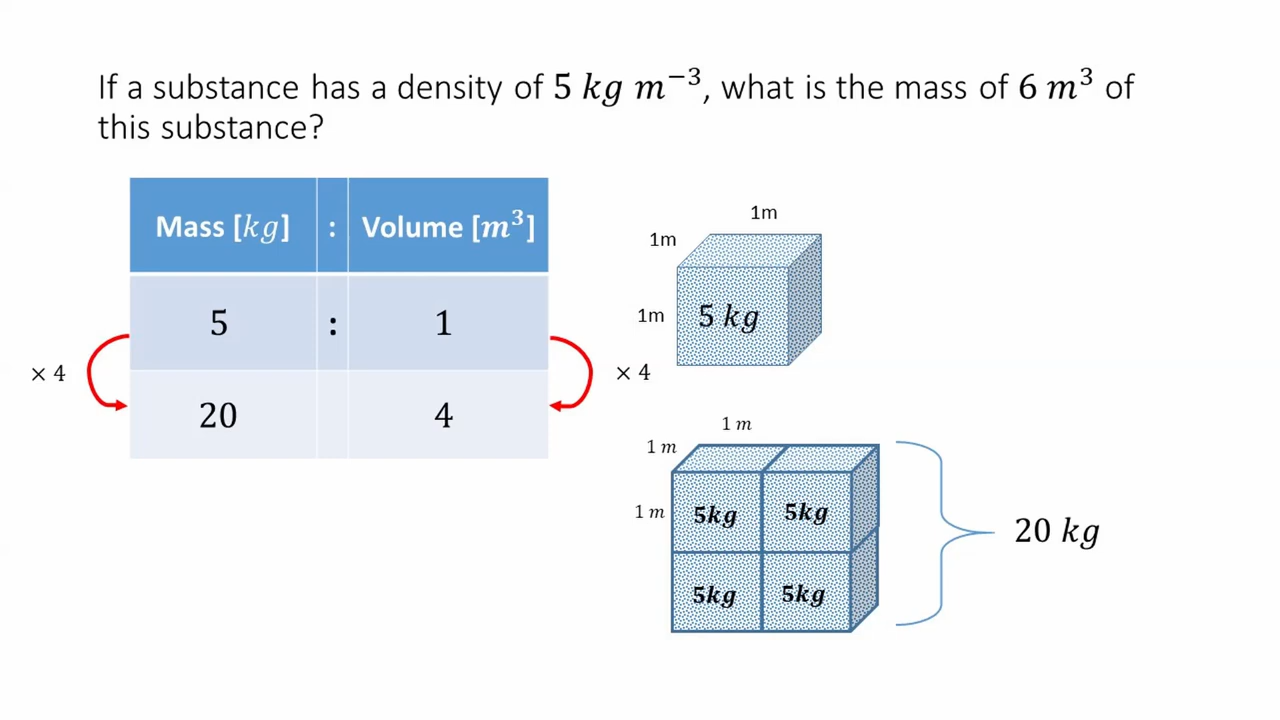 If a substance has a density of 5 kg m⁻³, what is the mass of 6 m³ of
this substance?
Mass [kg] : Volume [m³]
5 : 1
20 4
× 4
× 4
1m
1m
1m
5 kg
1 m
1 m
1 m
5kg 5kg
5kg 5kg
20 kg